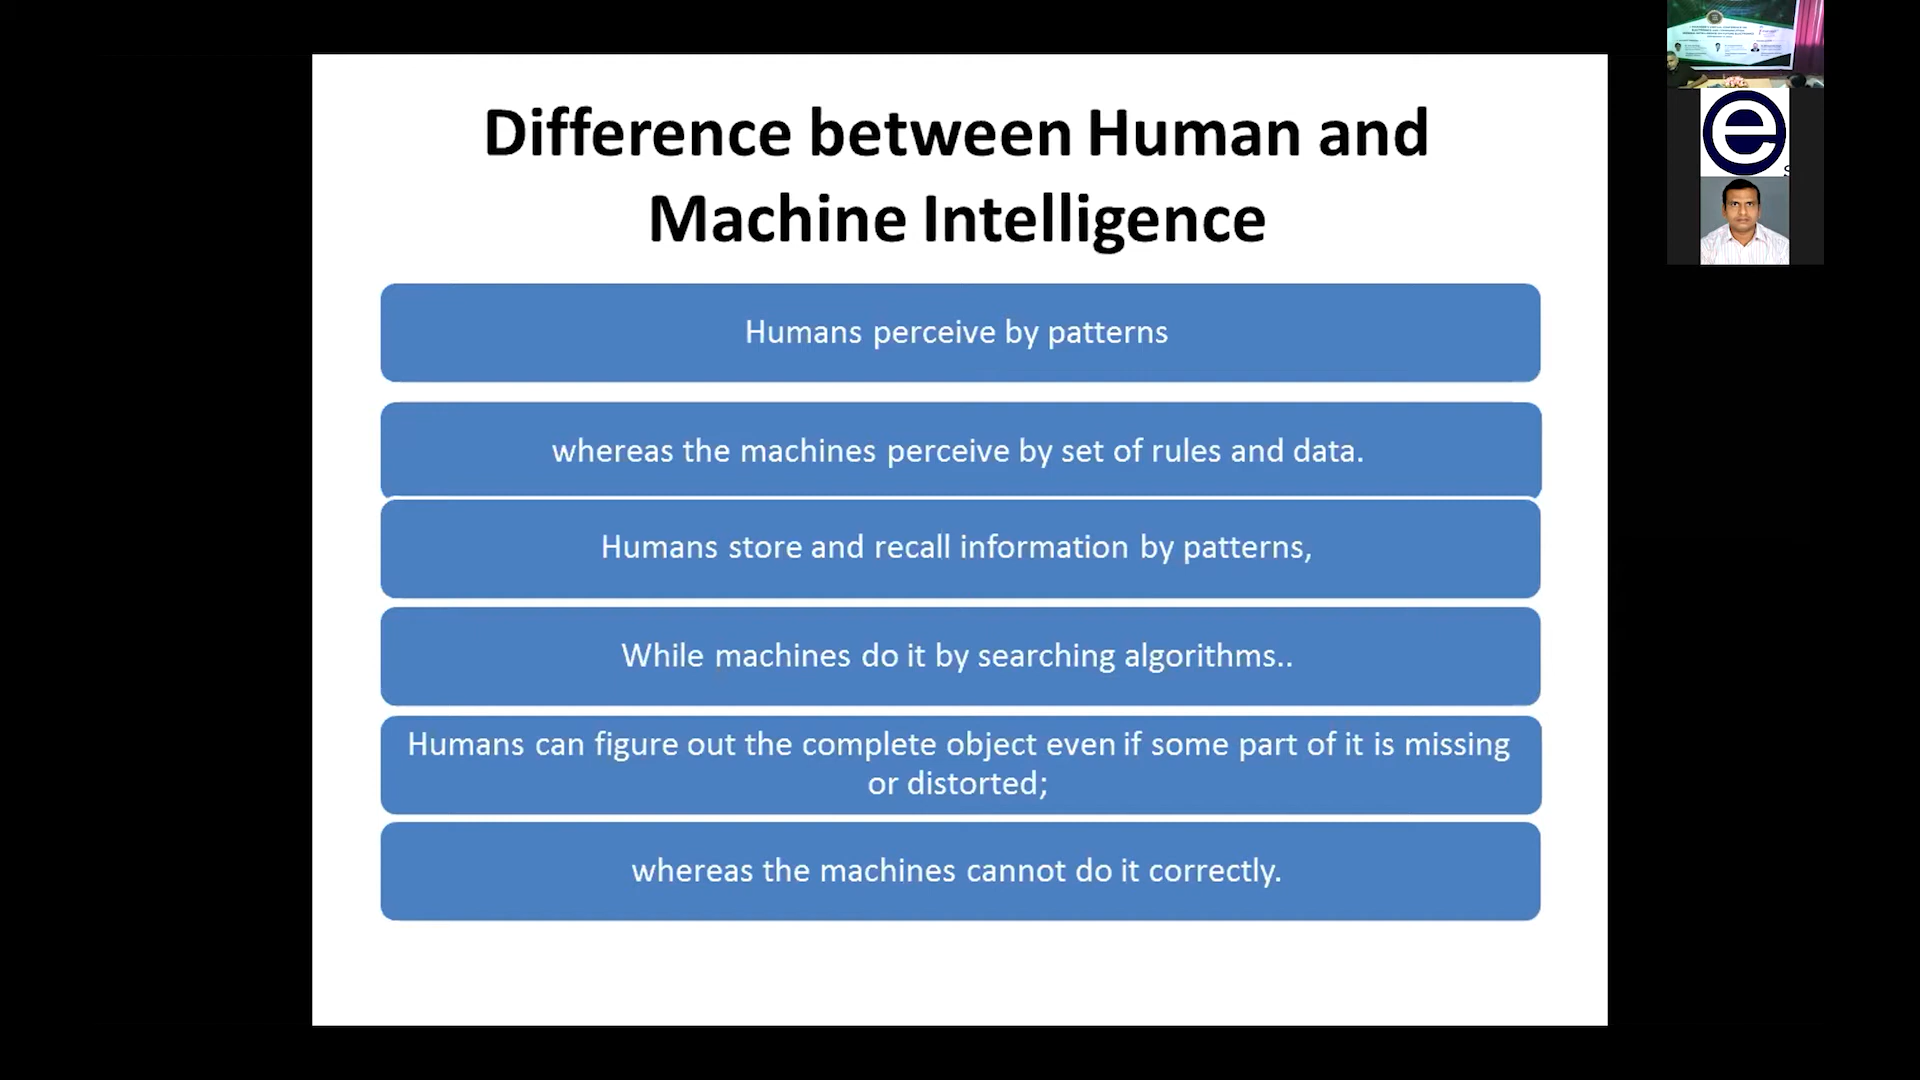 Difference between Human and
Machine Intelligence
Humans perceive by patterns
whereas the machines perceive by set of rules and data.
Humans store and recall information by patterns,
While machines do it by searching algorithms..
Humans can figure out the complete object even if some part of it is missing
or distorted;
whereas the machines cannot do it correctly.
e